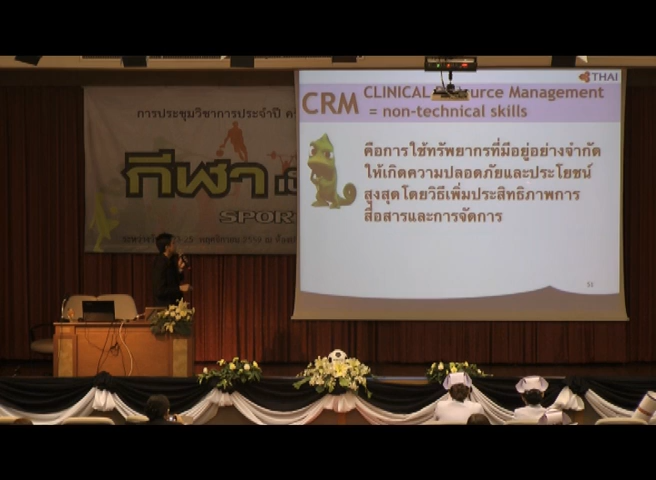 THAI
CRM
CLINICAL Resource Management
= non-technical skills
คือการใช้ทรัพยากรที่มีอยู่อย่างจำกัด
ให้เกิดความปลอดภัยและประโยชน์
สูงสุดโดยวิธีเพิ่มประสิทธิภาพการ
สื่อสารและการจัดการ
การประชุมวิชาการประจำปี
กีฬา
SPOR